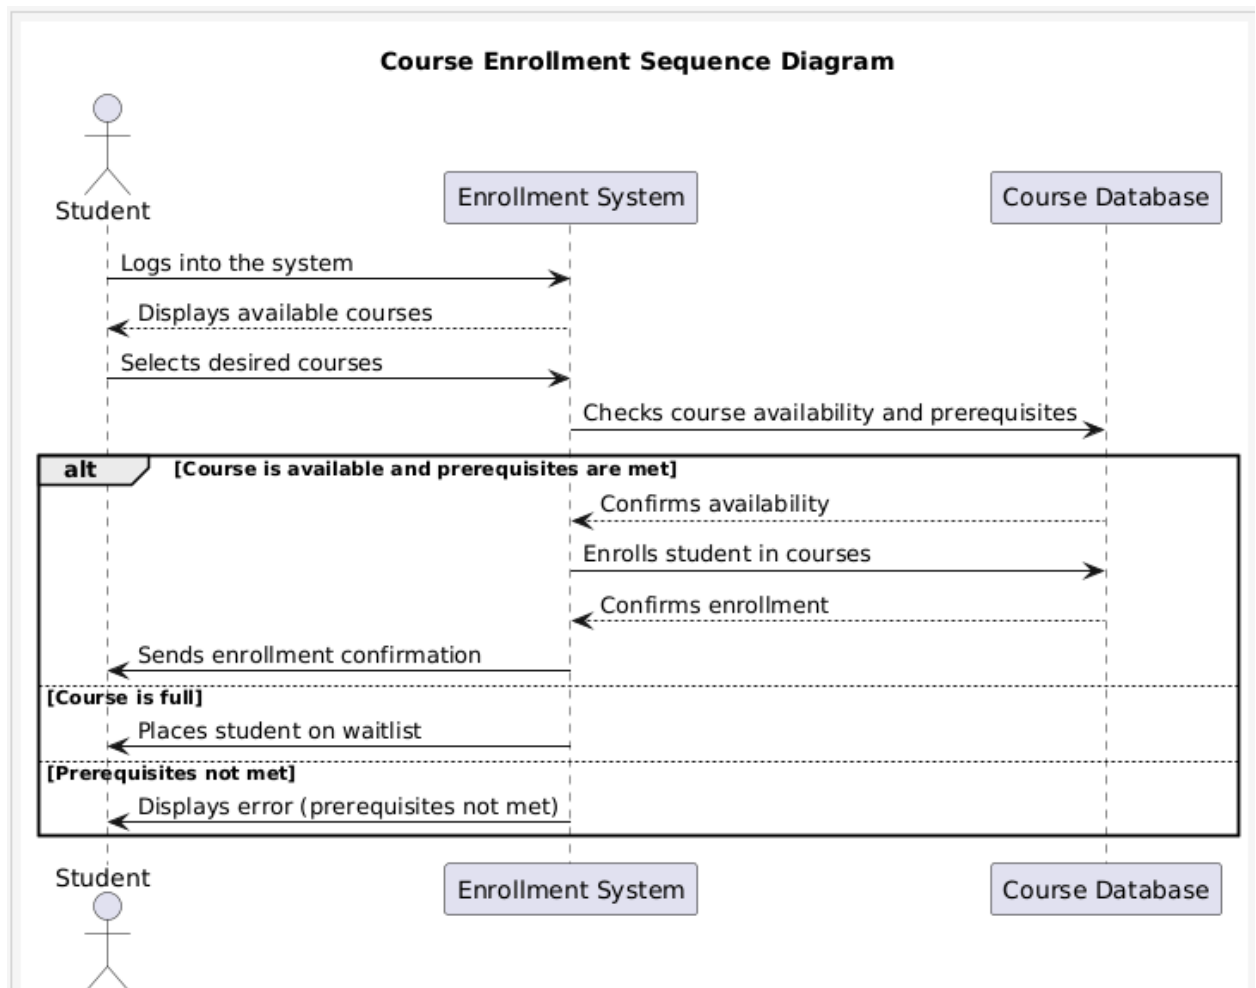 Course Enrollment Sequence Diagram
Student
Enrollment System
Course Database
Logs into the system
Displays available courses
Selects desired courses
Checks course availability and prerequisites
alt
[Course is available and prerequisites are met]
Confirms availability
Enrolls student in courses
Confirms enrollment
Sends enrollment confirmation
[Course is full]
Places student on waitlist
[Prerequisites not met]
Displays error (prerequisites not met)
Student
Enrollment System
Course Database